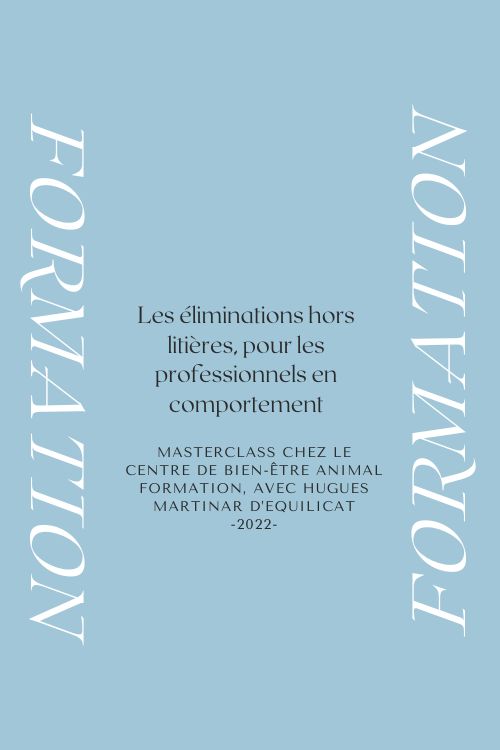 FORMATION
Les éliminations hors
litières, pour les
professionnels en
comportement
MASTERCLASS CHEZ LE
CENTRE DE BIEN-ÊTRE ANIMAL
FORMATION, AVEC HUGUES
MARTINAR D'EQUILICAT
-2022-
FORMATION